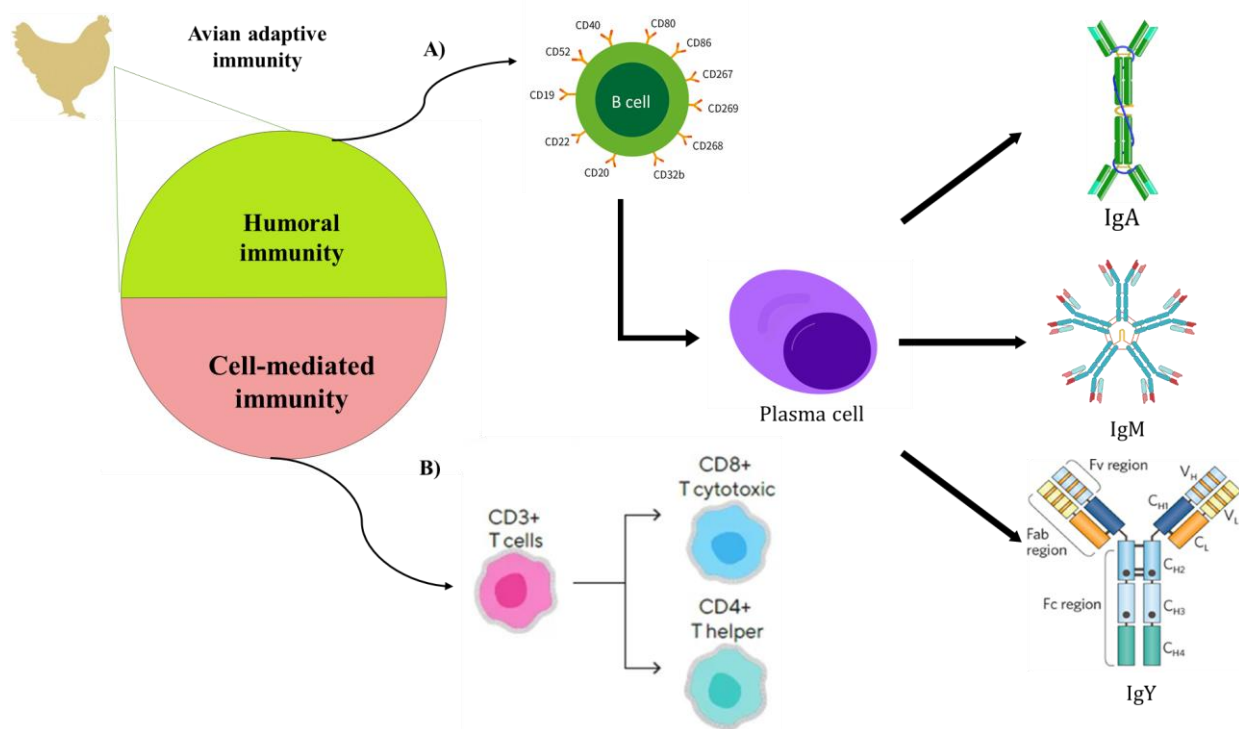 Avian adaptive
immunity
A)
CD40
CD80
CD52
CD86
CD19
CD267
CD269
CD22
CD268
CD20
CD32b
B cell
Humoral
immunity
Cell-mediated
immunity
IgA
Plasma cell
IgM
B)
CD3+
T cells
CD8+
T cytotoxic
CD4+
T helper
Fv region
Fab
region
Fc region
VH
CH1
VL
CL
CH2
CH3
CH4
IgY